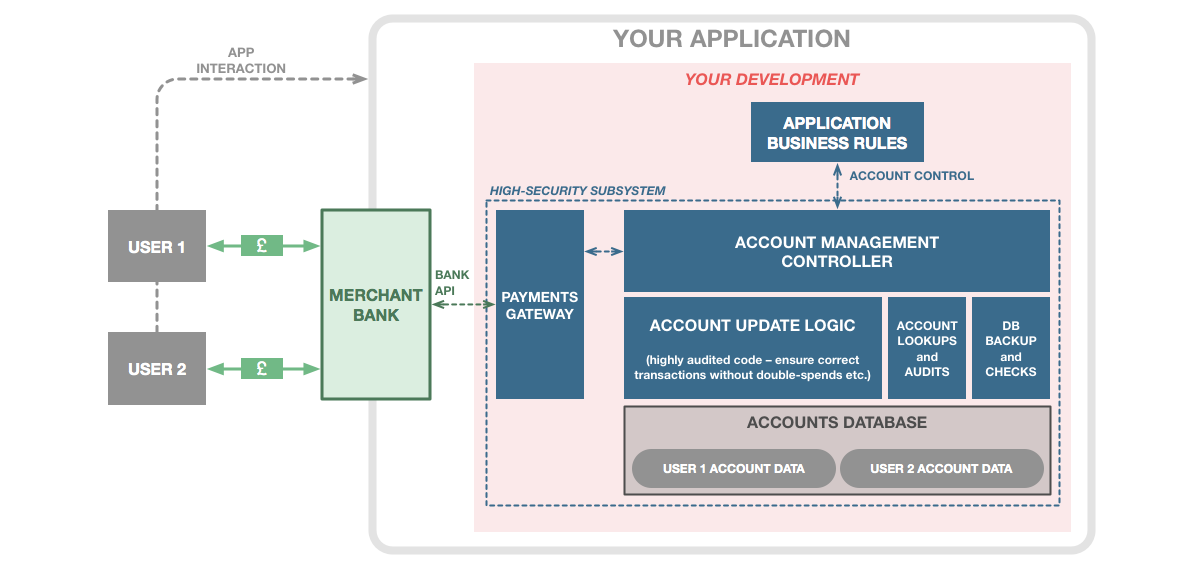 YOUR APPLICATION
APP
INTERACTION
YOUR DEVELOPMENT
APPLICATION
BUSINESS RULES
ACCOUNT CONTROL
HIGH-SECURITY SUBSYSTEM
USER 1
£
MERCHANT
BANK
BANK
API
PAYMENTS
GATEWAY
ACCOUNT MANAGEMENT
CONTROLLER
ACCOUNT UPDATE LOGIC
(highly audited code – ensure correct
transactions without double-spends etc.)
ACCOUNT
LOOKUPS
and
AUDITS
DB
BACKUP
and
CHECKS
USER 2
£
ACCOUNTS DATABASE
USER 1 ACCOUNT DATA
USER 2 ACCOUNT DATA